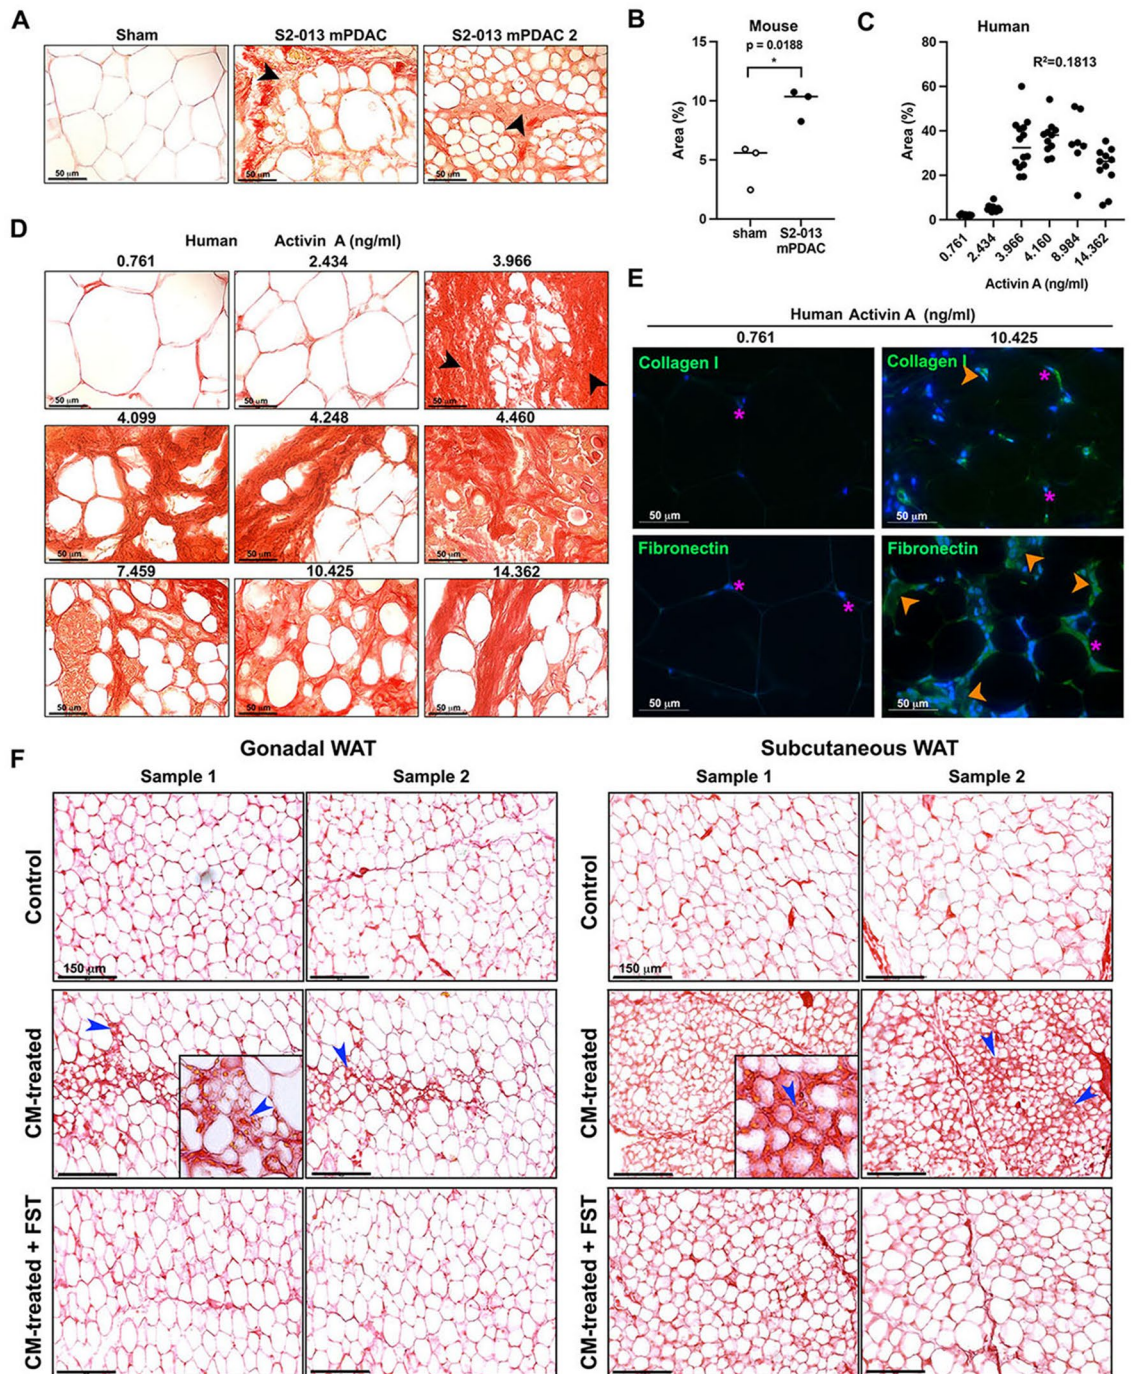 A
Sham
S2-013 mPDAC
S2-013 mPDAC 2
50 μm
50 μm
50 μm
B
Mouse
p = 0.0188
*
Area (%)
15
10
5
0
sham
S2-013
mPDAC
C
Human
R²=0.1813
Area (%)
80
60
40
20
0
0.761
2.434
3.966
4.160
8.984
14.362
Activin A (ng/ml)
D
Human Activin A (ng/ml)
0.761
2.434
3.966
50 μm
50 μm
50 μm
4.099
4.248
4.460
50 μm
50 μm
50 μm
7.459
10.425
14.362
50 μm
50 μm
50 μm
E
Human Activin A (ng/ml)
0.761
10.425
Collagen I
*
50 μm
Collagen I
*
*
50 μm
Fibronectin
*
*
50 μm
Fibronectin
*
50 μm
F
Gonadal WAT
Subcutaneous WAT
Sample 1
Sample 2
Sample 1
Sample 2
Control
150 μm
Control
150 μm
CM-treated
CM-treated
CM-treated + FST
CM-treated + FST